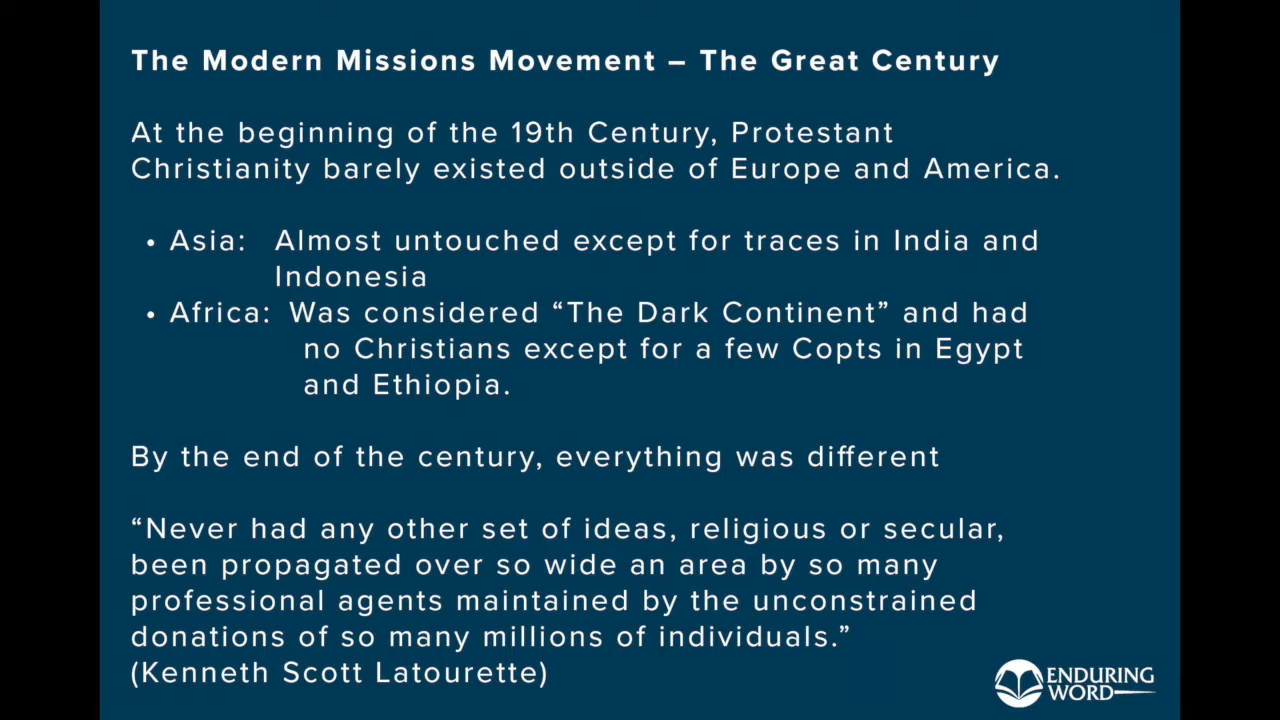 The Modern Missions Movement – The Great Century
At the beginning of the 19th Century, Protestant
Christianity barely existed outside of Europe and America.
• Asia: Almost untouched except for traces in India and
Indonesia
• Africa: Was considered “The Dark Continent” and had
no Christians except for a few Copts in Egypt
and Ethiopia.
By the end of the century, everything was different
“Never had any other set of ideas, religious or secular,
been propagated over so wide an area by so many
professional agents maintained by the unconstrained
donations of so many millions of individuals.”
(Kenneth Scott Latourette)
ENDURING
WORD